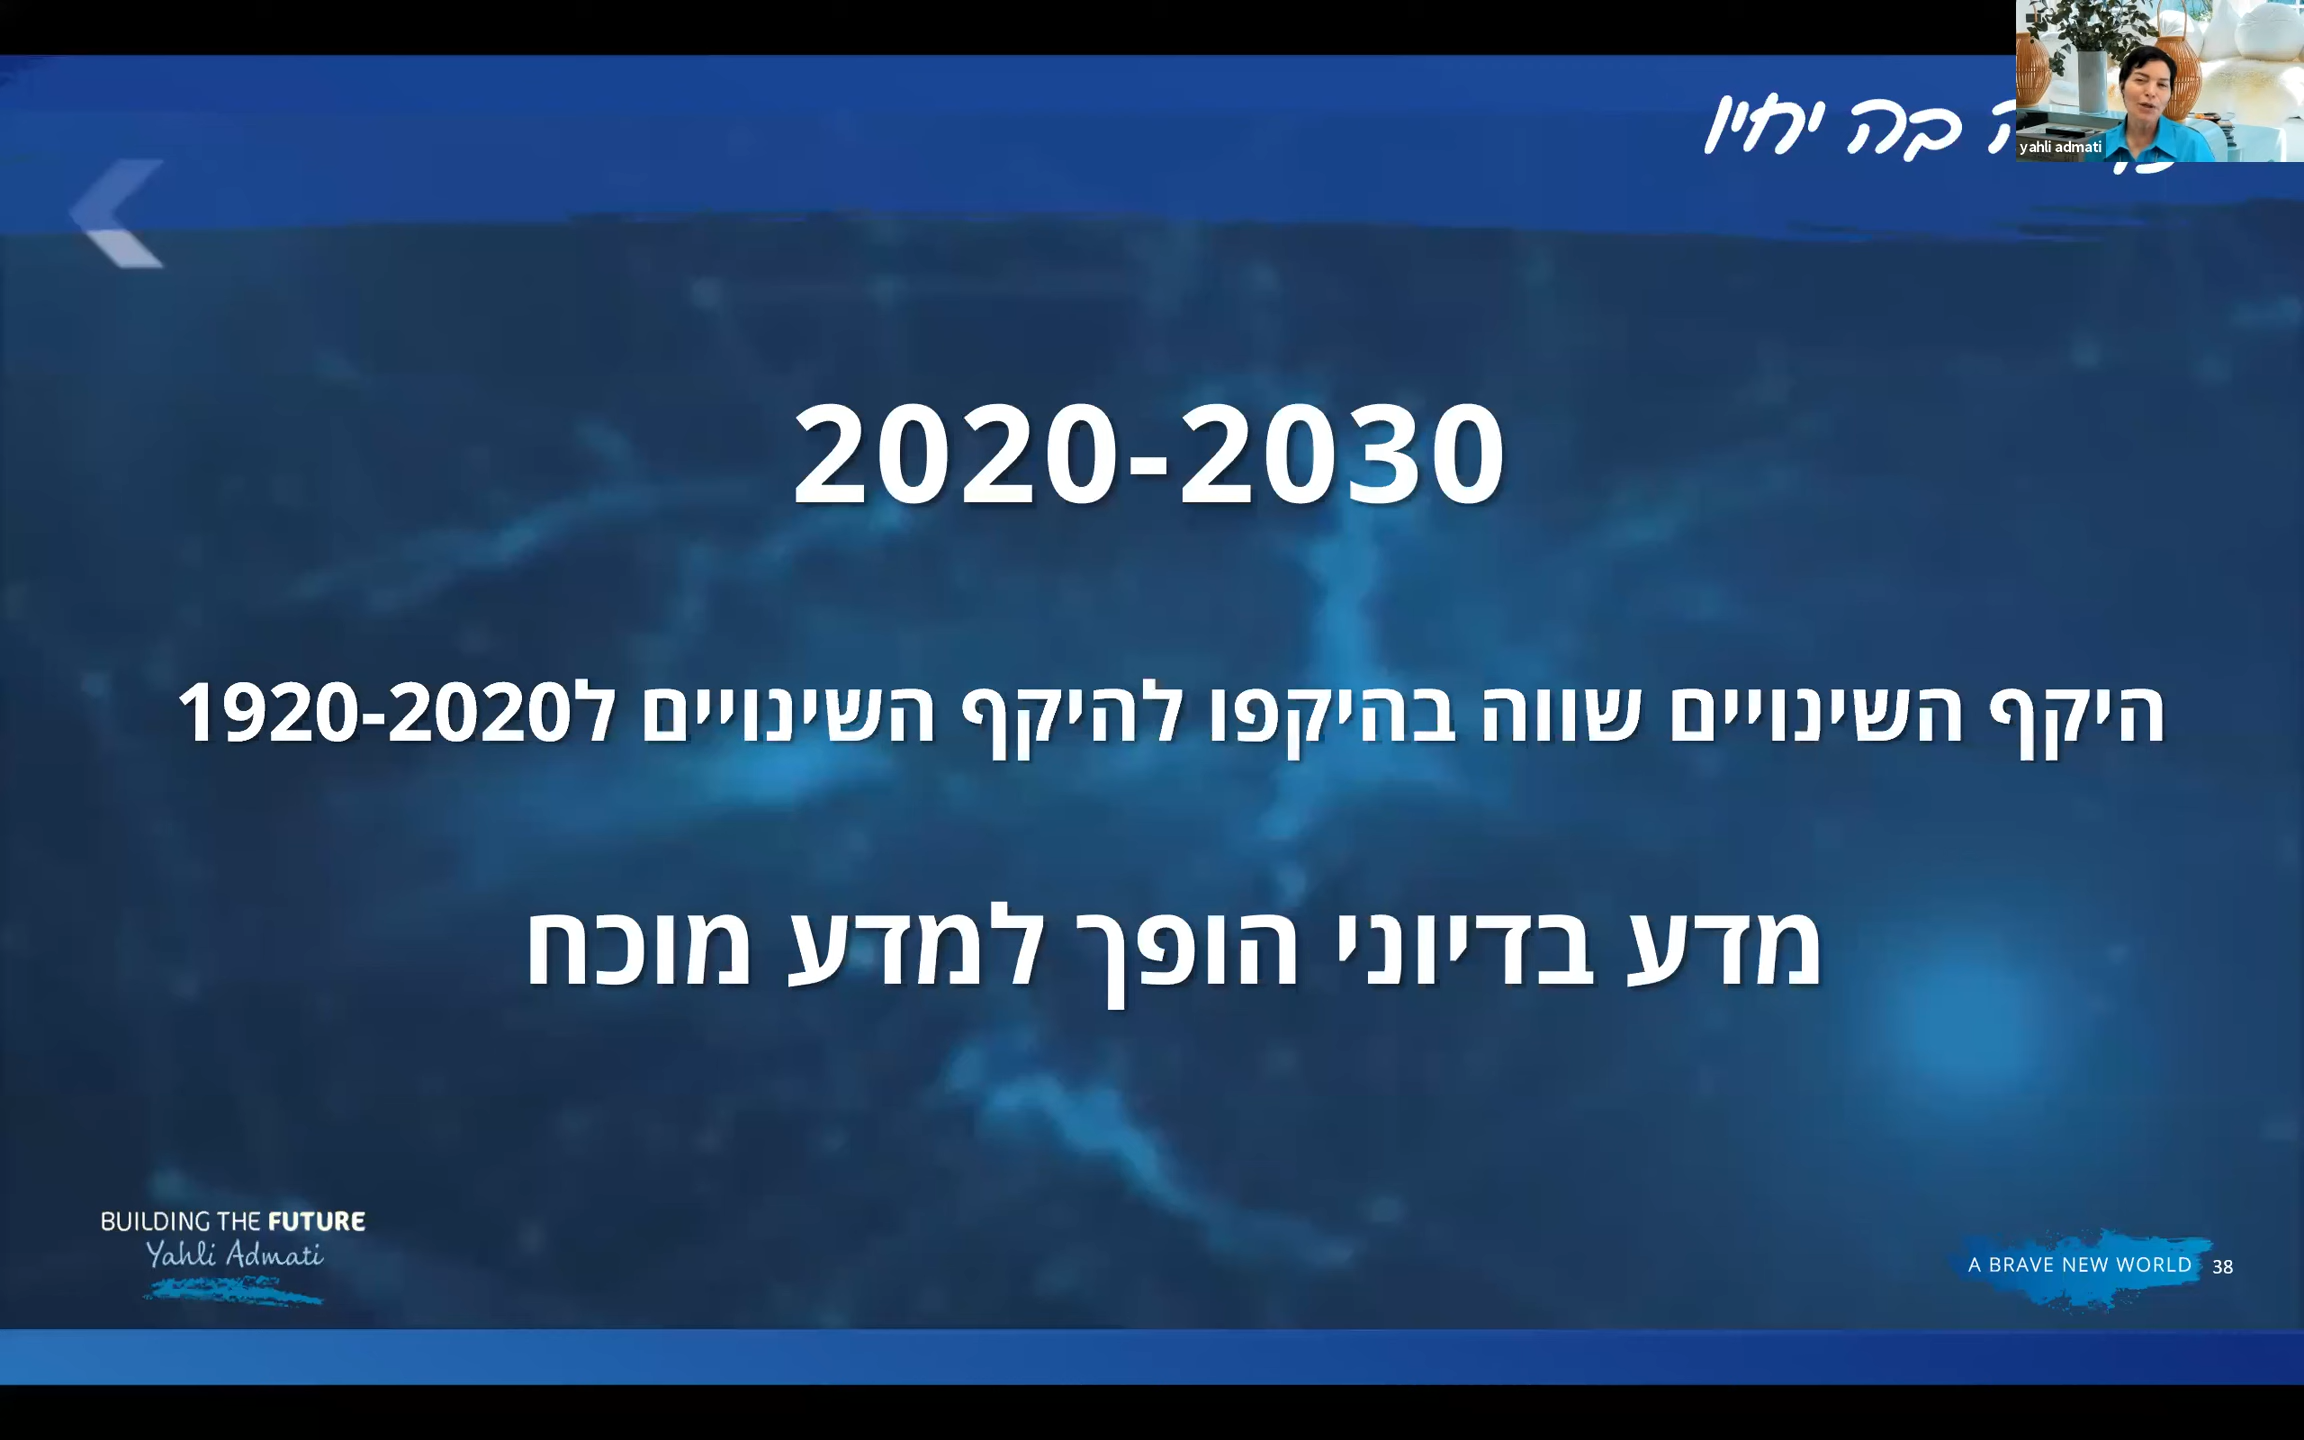 בה יחיו
yahli admati
2020-2030
היקף השינויים שווה בהיקפו להיקף השינויים ל1920-2020
מדע בדיוני הופך למדע מוכח
BUILDING THE FUTURE
Yahli Admati
A BRAVE NEW WORLD 38